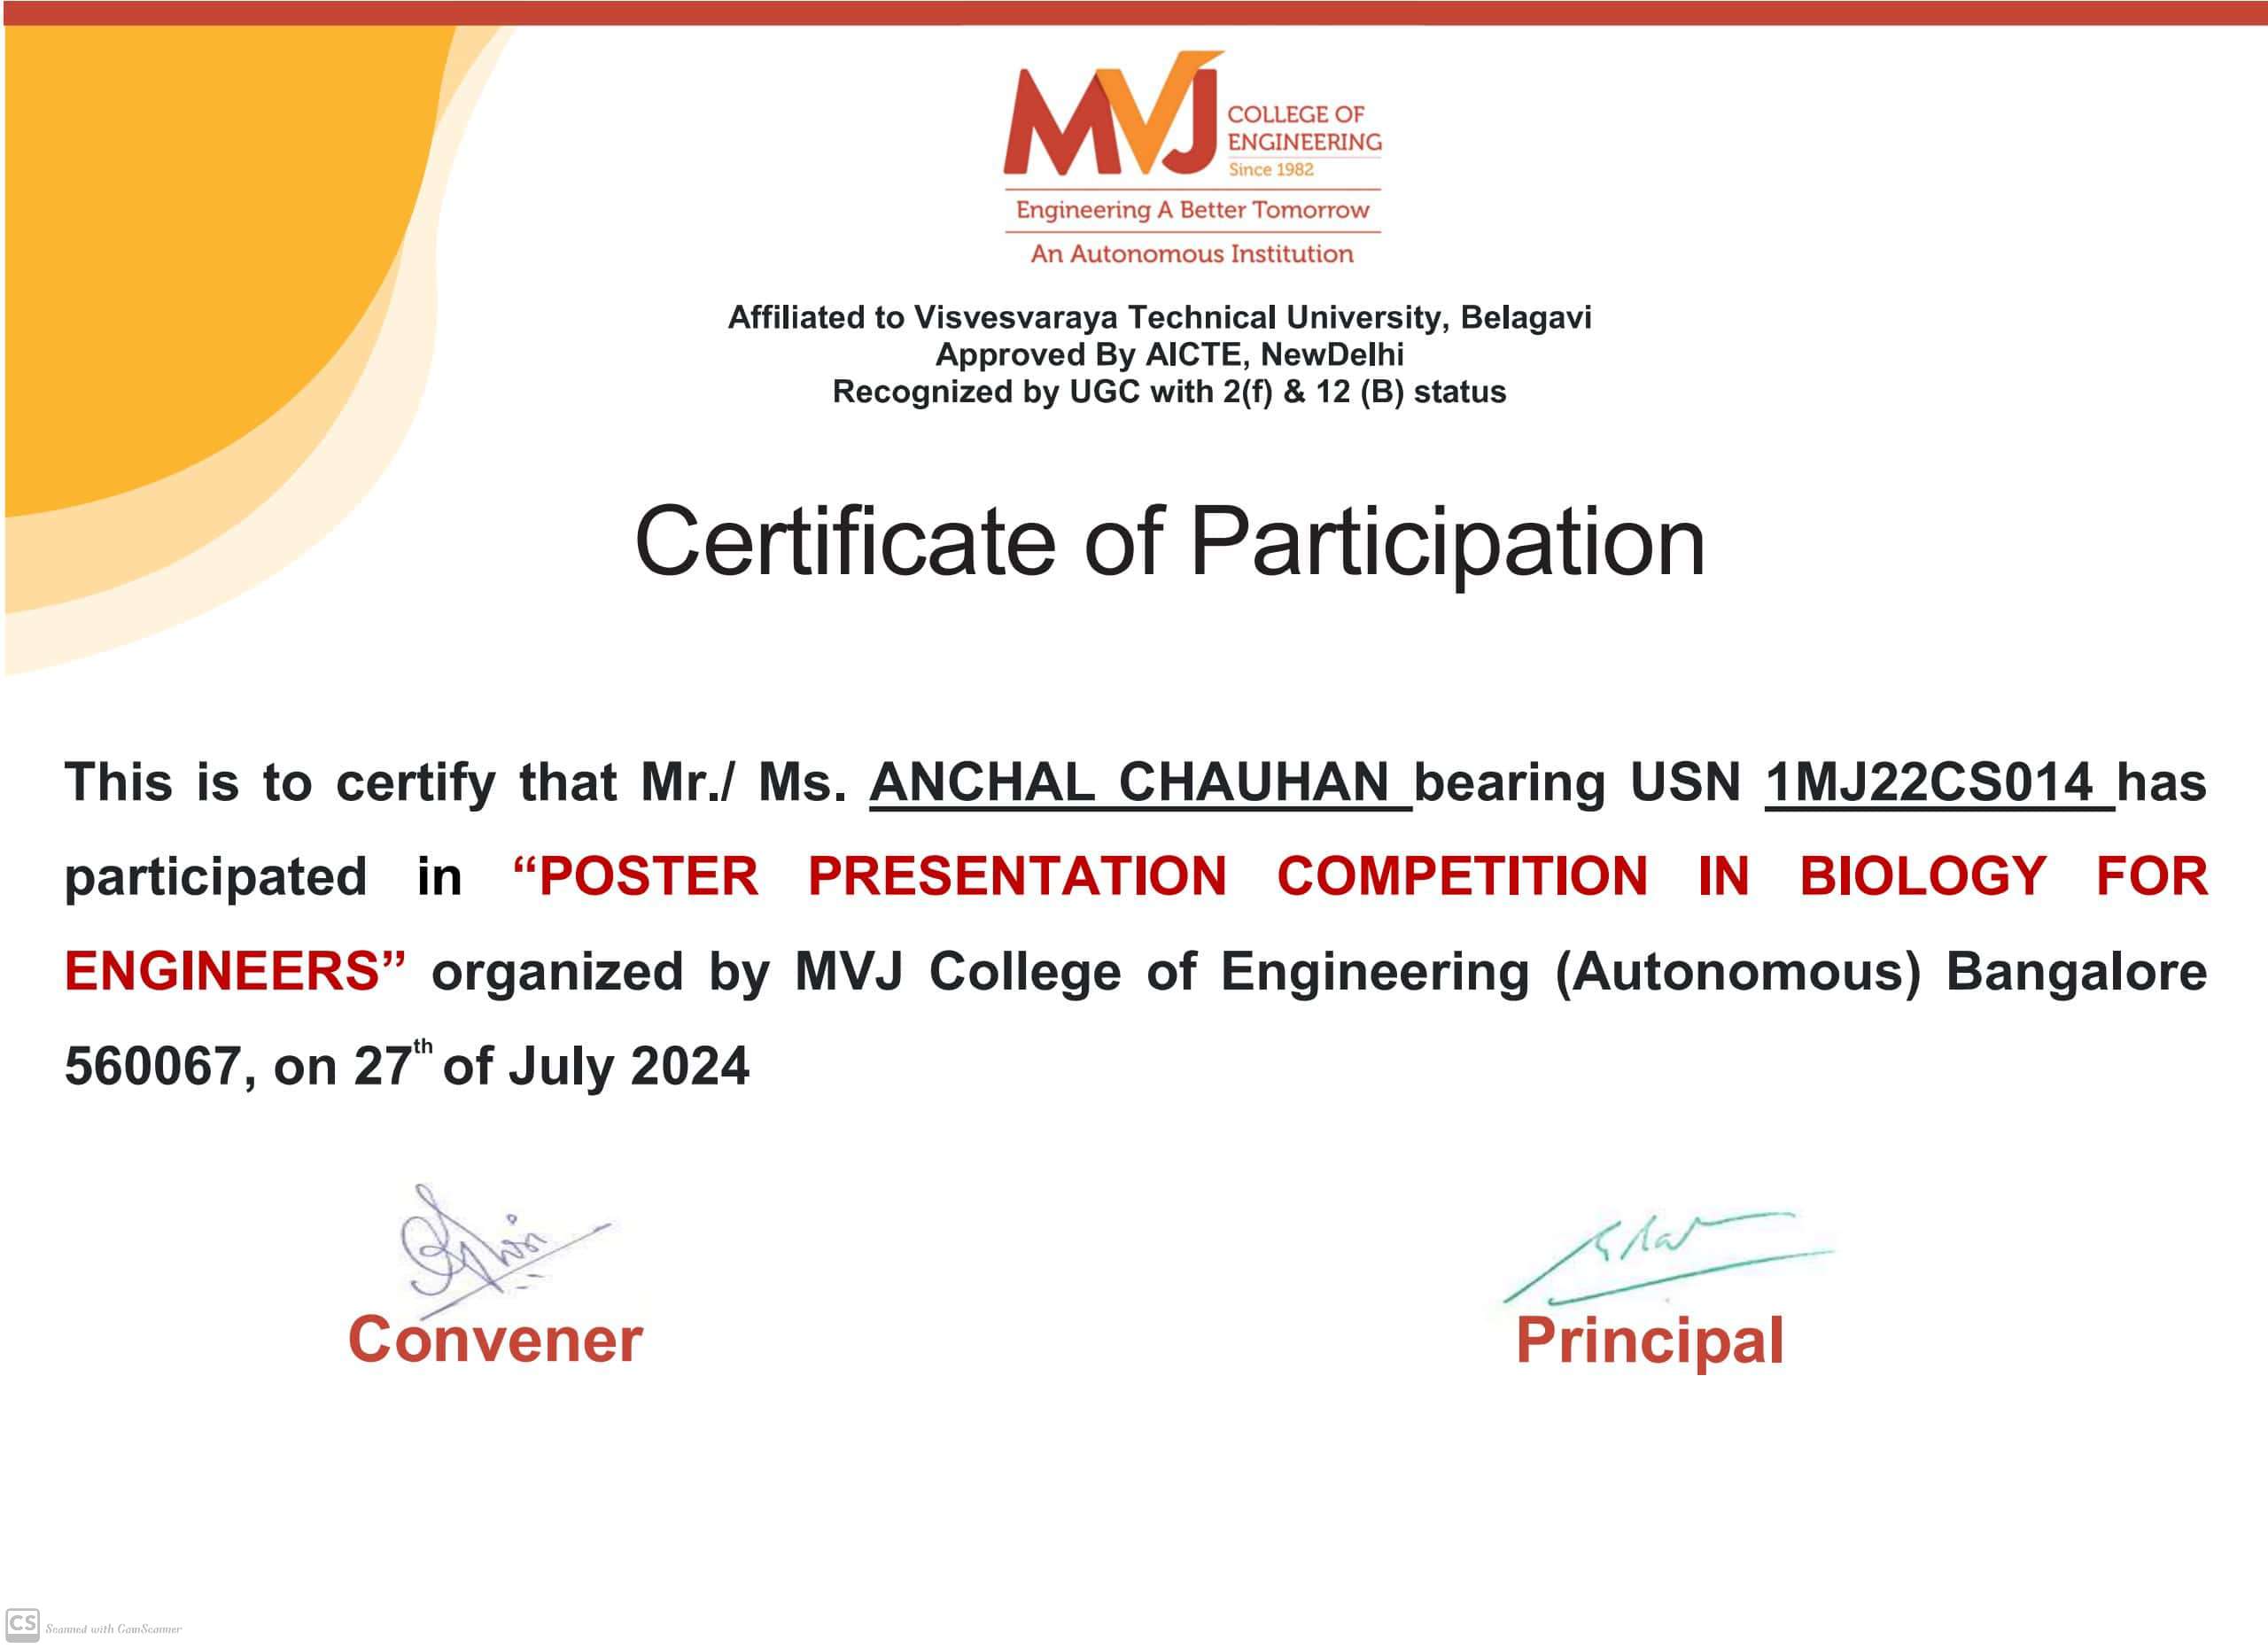 MVJ
COLLEGE OF
ENGINEERING
Since 1982
Engineering A Better Tomorrow
An Autonomous Institution
Affiliated to Visvesvaraya Technical University, Belagavi
Approved By AICTE, NewDelhi
Recognized by UGC with 2(f) & 12 (B) status
Certificate of Participation
This is to certify that Mr./ Ms. ANCHAL CHAUHAN bearing USN 1MJ22CS014 has
participated in “POSTER PRESENTATION COMPETITION IN BIOLOGY FOR
ENGINEERS” organized by MVJ College of Engineering (Autonomous) Bangalore
560067, on 27th of July 2024
Convener
Principal
CS Scanned with CamScanner